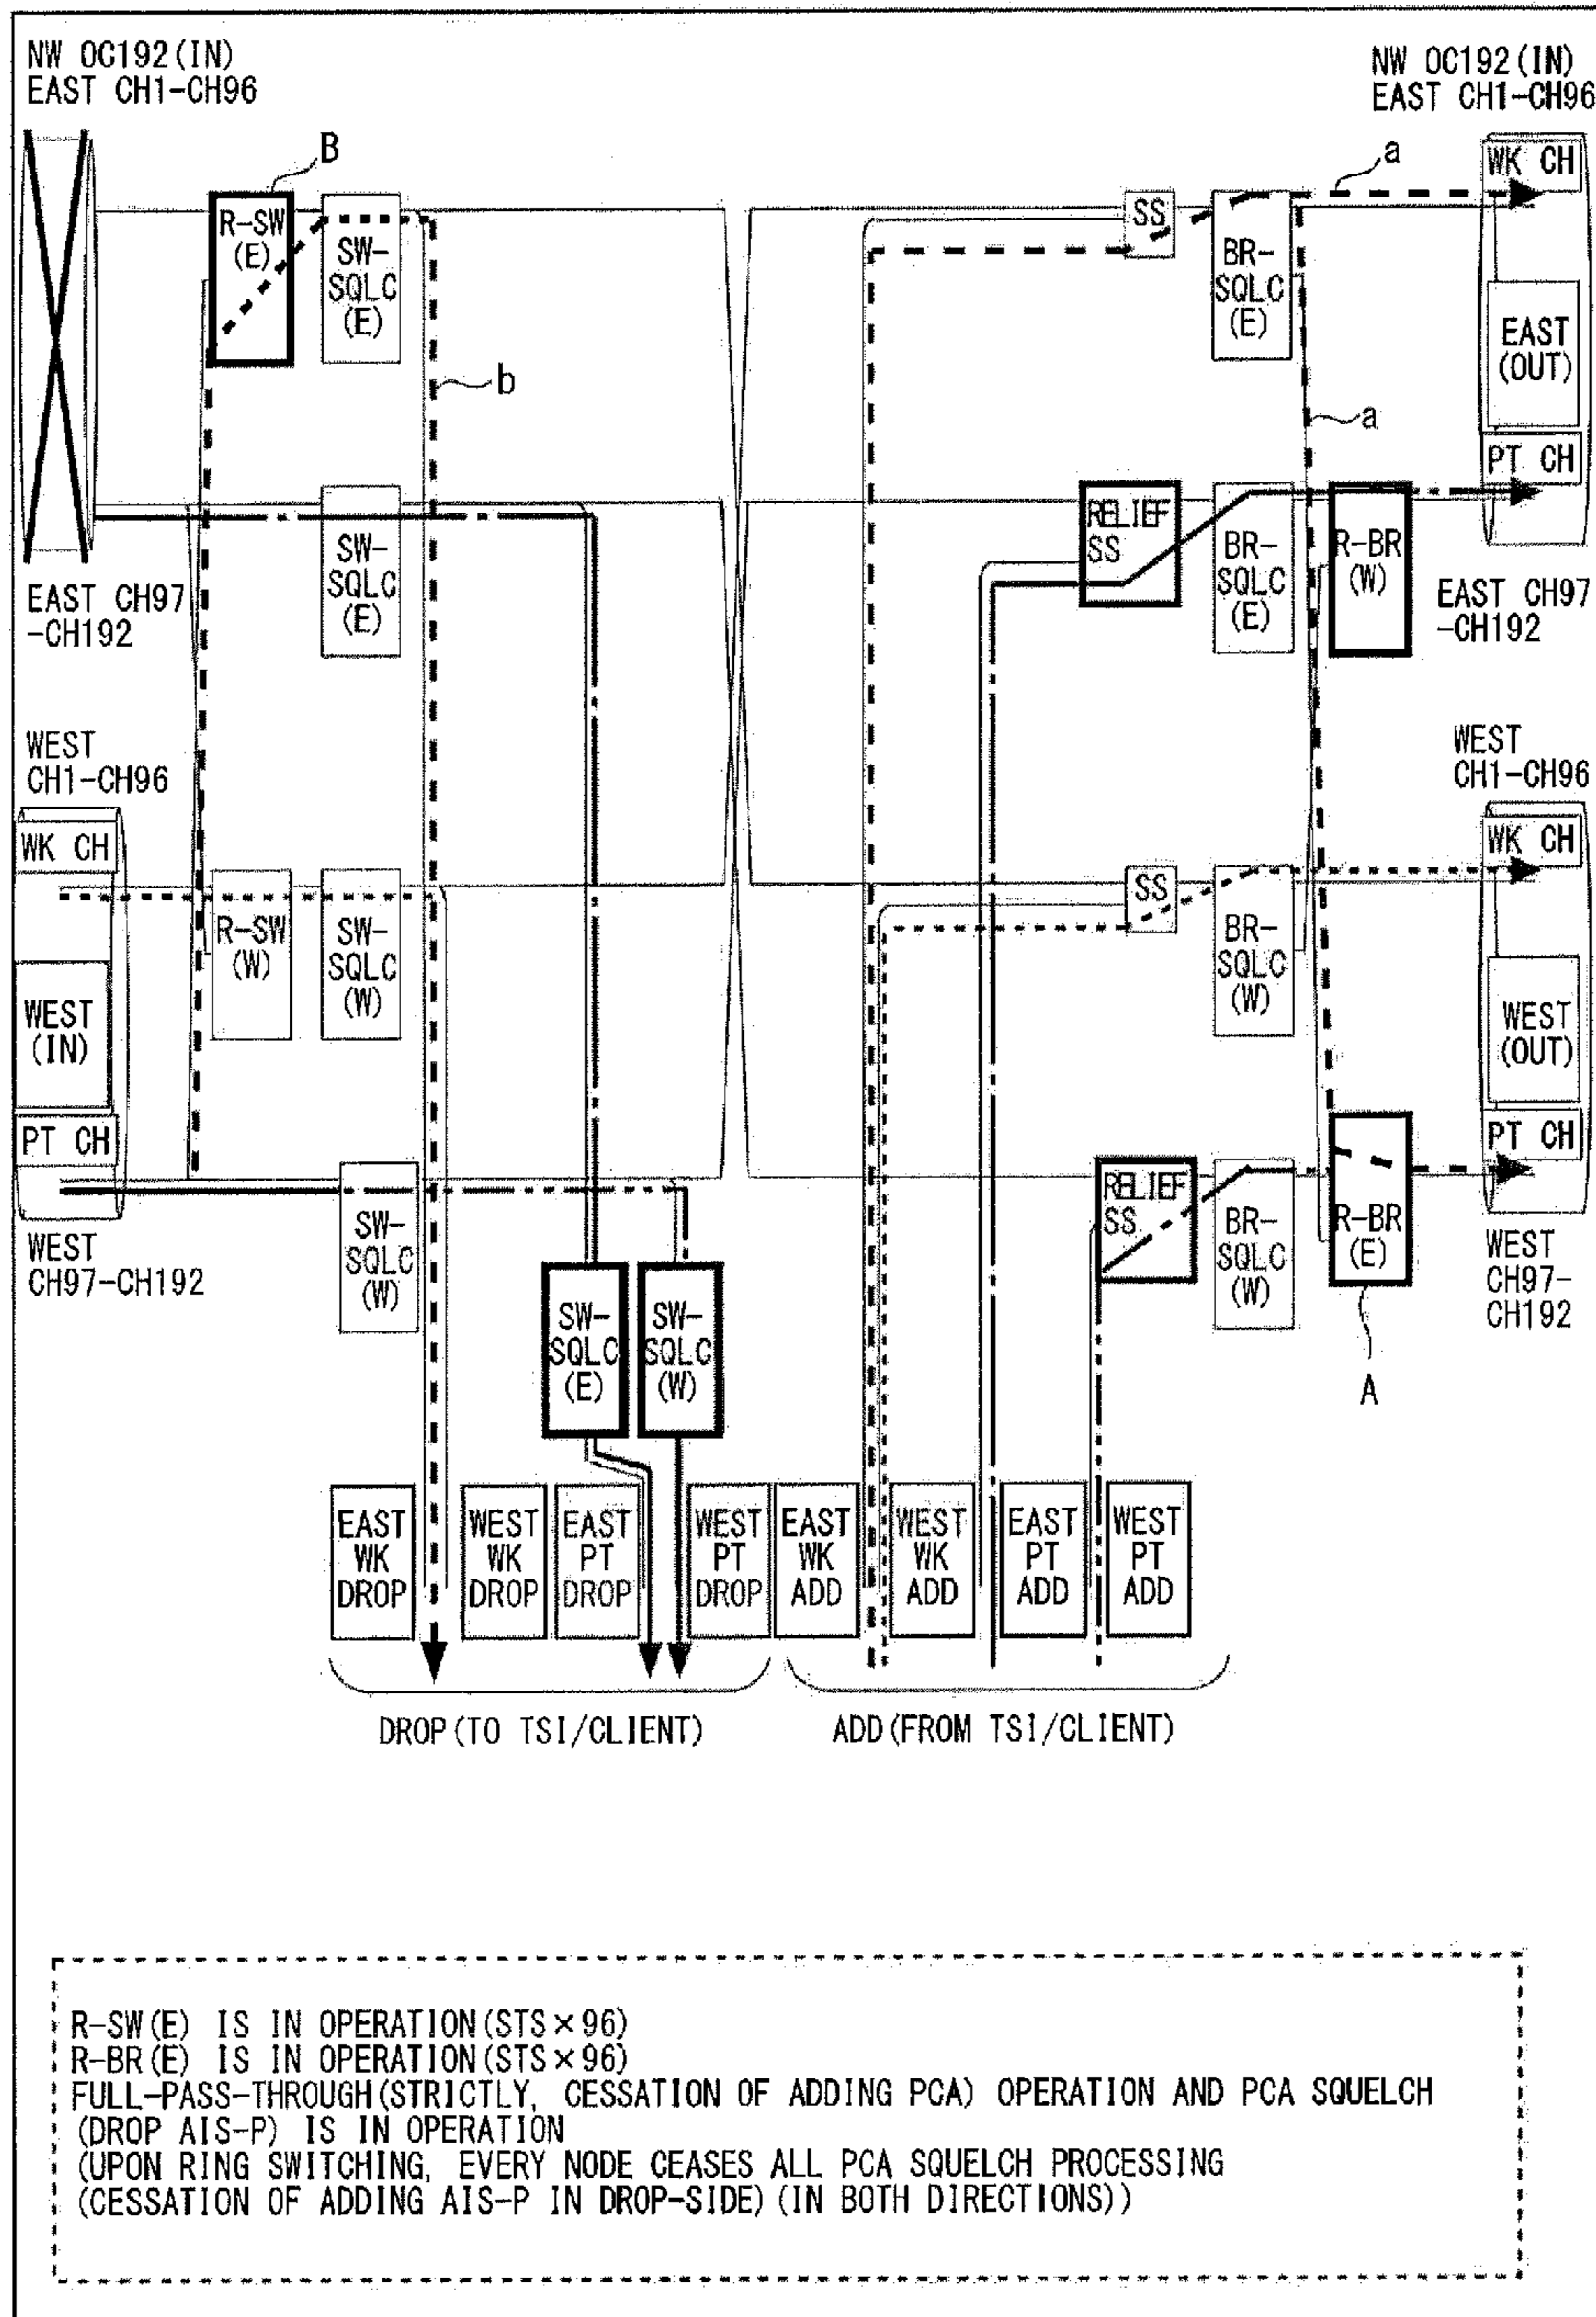 NW OC192(IN)
EAST CH1-CH96
NW OC192(IN)
EAST CH1-CH96
B
a
WK CH
R-SW
(E)
SW-
SQLC
(E)
SS
BR-
SQLC
(E)
EAST
(OUT)
b
a
PT CH
SW-
SQLC
(E)
RELIEF
SS
BR-
SQLC
(E)
R-BR
(W)
EAST CH97
-CH192
EAST CH97
-CH192
WEST
CH1-CH96
WEST
CH1-CH96
WK CH
WK CH
R-SW
(W)
SW-
SQLC
(W)
SS
BR-
SQLC
(W)
WEST
(IN)
WEST
(OUT)
PT CH
PT CH
SW-
SQLC
(W)
RELIEF
SS
BR-
SQLC
(W)
R-BR
(E)
WEST
CH97-CH192
WEST
CH97-
CH192
SW-
SQLC
(E)
SW-
SQLC
(W)
A
EAST
WK
DROP
WEST
WK
DROP
EAST
PT
DROP
WEST
PT
DROP
EAST
WK
ADD
WEST
WK
ADD
EAST
PT
ADD
WEST
PT
ADD
DROP(TO TSI/CLIENT)
ADD(FROM TSI/CLIENT)
R-SW(E) IS IN OPERATION(STS×96)
R-BR(E) IS IN OPERATION(STS×96)
FULL-PASS-THROUGH(STRICTLY, CESSATION OF ADDING PCA) OPERATION AND PCA SQUELCH
(DROP AIS-P) IS IN OPERATION
(UPON RING SWITCHING, EVERY NODE CEASES ALL PCA SQUELCH PROCESSING
(CESSATION OF ADDING AIS-P IN DROP-SIDE)(IN BOTH DIRECTIONS))